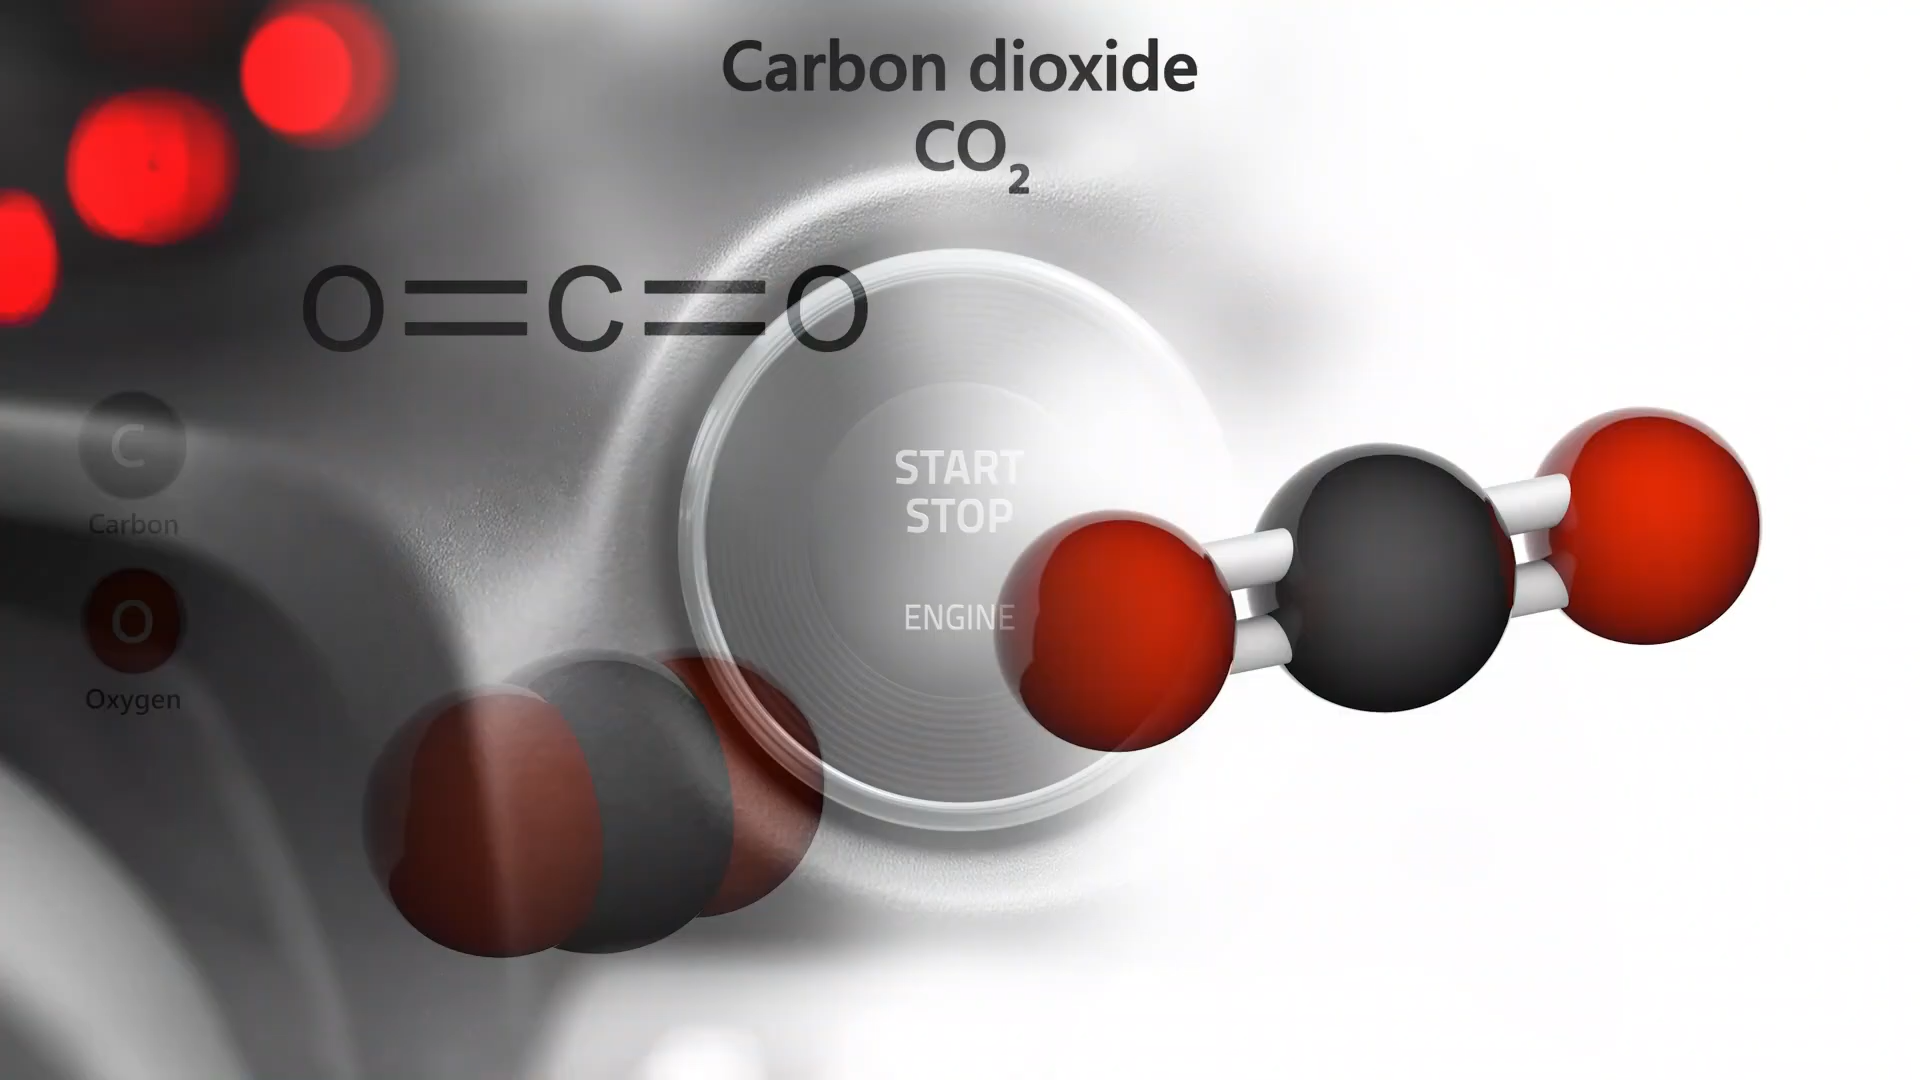 Carbon dioxide
CO₂
O=C=O
C
Carbon
O
Oxygen
START
STOP
ENGINE